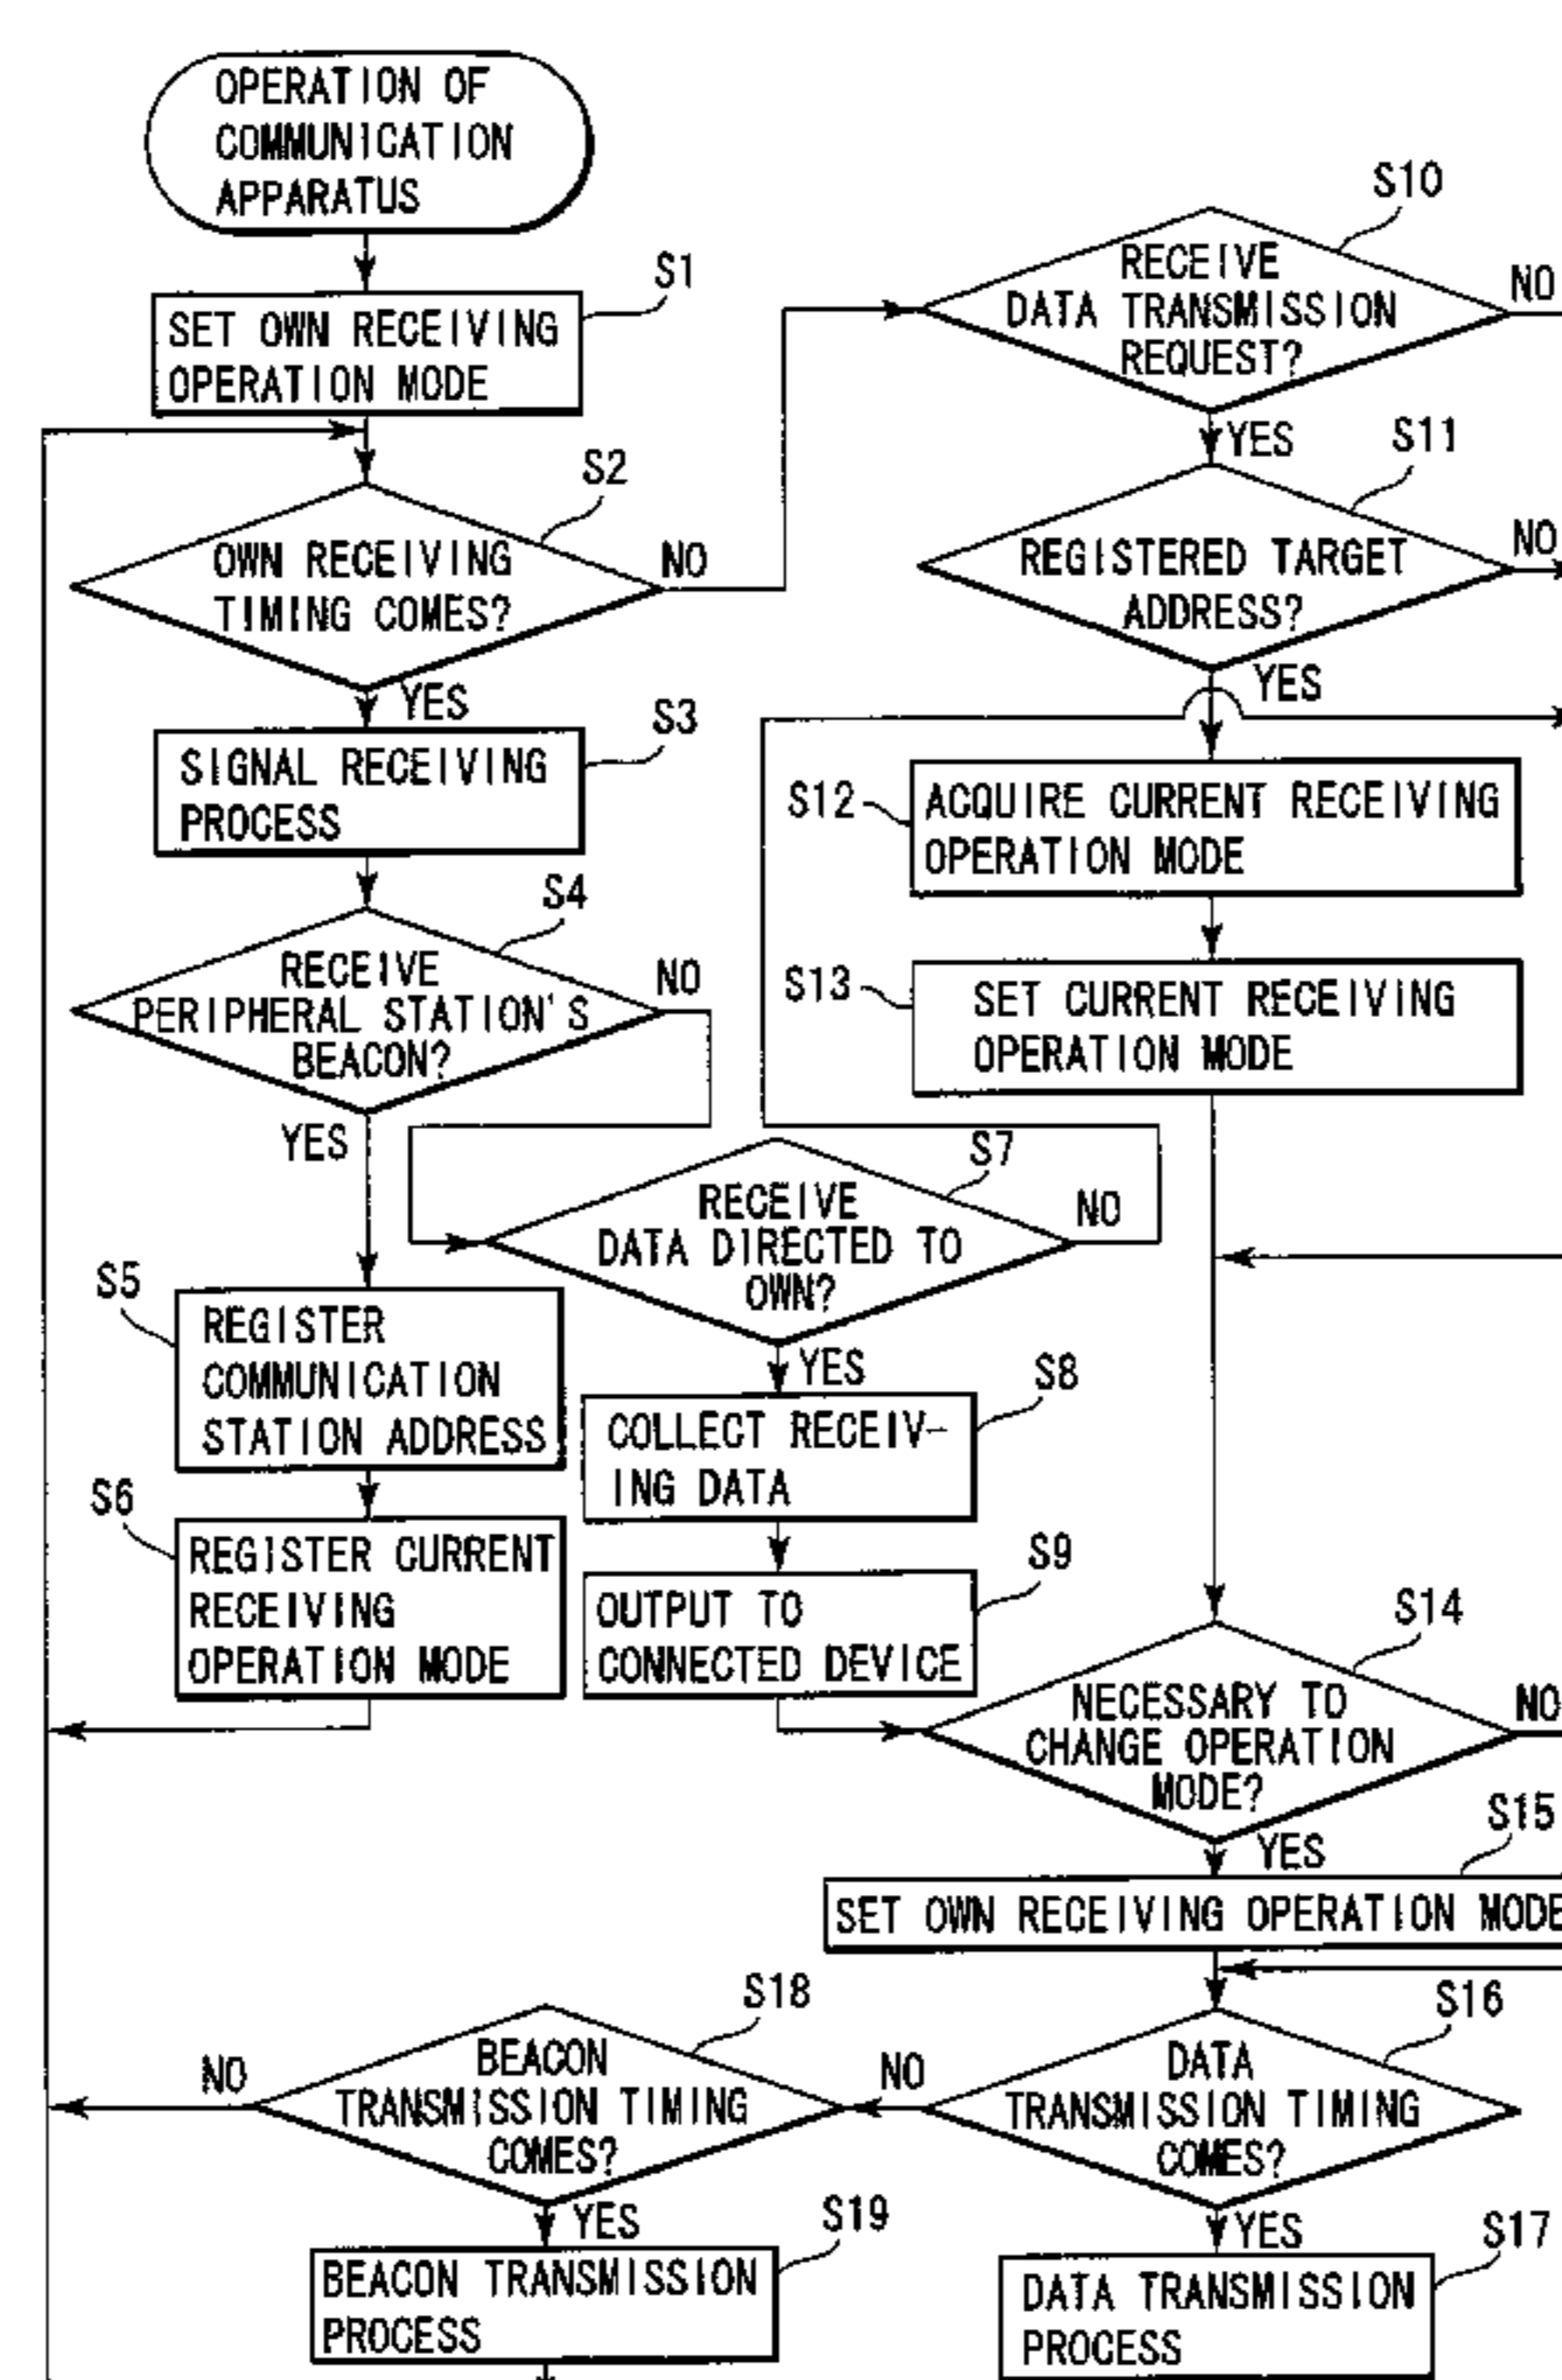 OPERATION OF
COMMUNICATION
APPARATUS
S1
SET OWN RECEIVING
OPERATION MODE
S2
OWN RECEIVING
TIMING COMES?
NO
YES
S3
SIGNAL RECEIVING
PROCESS
S4
RECEIVE
PERIPHERAL STATION'S
BEACON?
NO
YES
S5
REGISTER
COMMUNICATION
STATION ADDRESS
S6
REGISTER CURRENT
RECEIVING
OPERATION MODE
S7
RECEIVE
DATA DIRECTED TO
OWN?
NO
YES
S8
COLLECT RECEIV-
ING DATA
S9
OUTPUT TO
CONNECTED DEVICE
S10
RECEIVE
DATA TRANSMISSION
REQUEST?
NO
YES
S11
REGISTERED TARGET
ADDRESS?
NO
YES
S12
ACQUIRE CURRENT RECEIVING
OPERATION MODE
S13
SET CURRENT RECEIVING
OPERATION MODE
S14
NECESSARY TO
CHANGE OPERATION
MODE?
NO
YES
S15
SET OWN RECEIVING OPERATION MODE
S16
DATA
TRANSMISSION TIMING
COMES?
NO
YES
S17
DATA TRANSMISSION
PROCESS
S18
BEACON
TRANSMISSION TIMING
COMES?
NO
YES
S19
BEACON TRANSMISSION
PROCESS